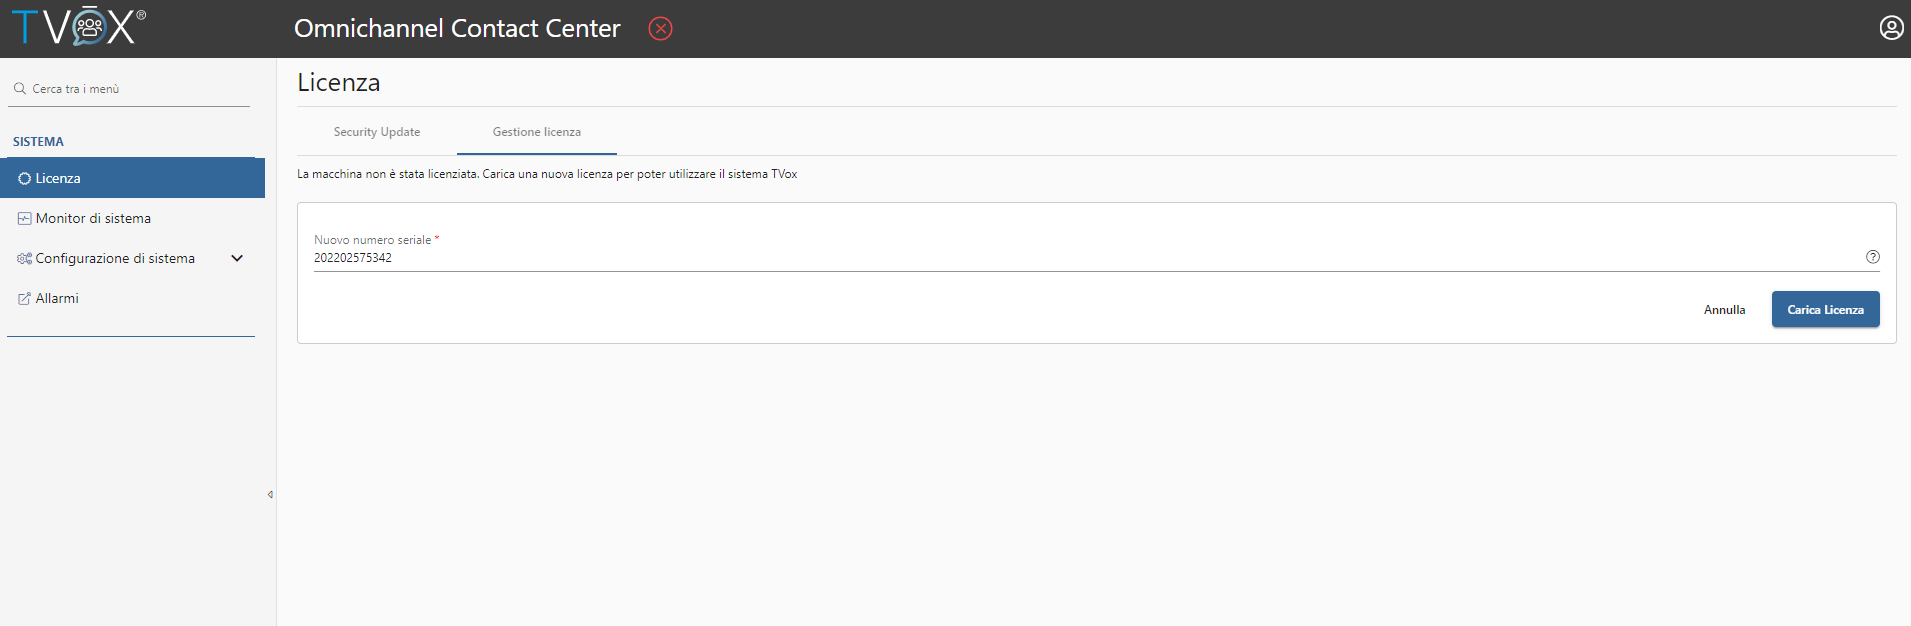 TVOX®
Omnichannel Contact Center
Cerca tra i menù
SISTEMA
Licenza
Monitor di sistema
Configurazione di sistema
Allarmi
Licenza
Security Update
Gestione licenza
La macchina non è stata licenziata. Carica una nuova licenza per poter utilizzare il sistema TVox
Nuovo numero seriale *
202202575342
Annulla
Carica Licenza